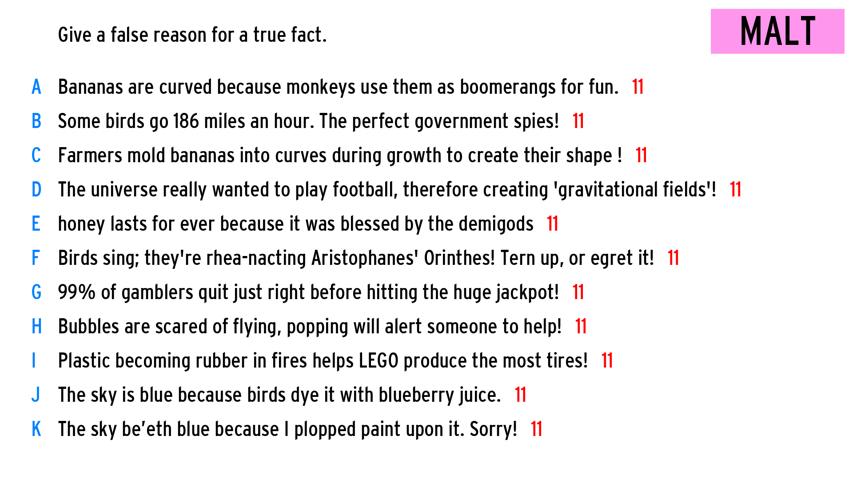 Give a false reason for a true fact.
MALT
A Bananas are curved because monkeys use them as boomerangs for fun. 11
B Some birds go 186 miles an hour. The perfect government spies! 11
C Farmers mold bananas into curves during growth to create their shape ! 11
D The universe really wanted to play football, therefore creating 'gravitational fields'! 11
E honey lasts for ever because it was blessed by the demigods 11
F Birds sing; they're rhea-nacting Aristophanes' Orinthes! Tern up, or egret it! 11
G 99% of gamblers quit just right before hitting the huge jackpot! 11
H Bubbles are scared of flying, popping will alert someone to help! 11
I Plastic becoming rubber in fires helps LEGO produce the most tires! 11
J The sky is blue because birds dye it with blueberry juice. 11
K The sky be’eth blue because I plopped paint upon it. Sorry! 11